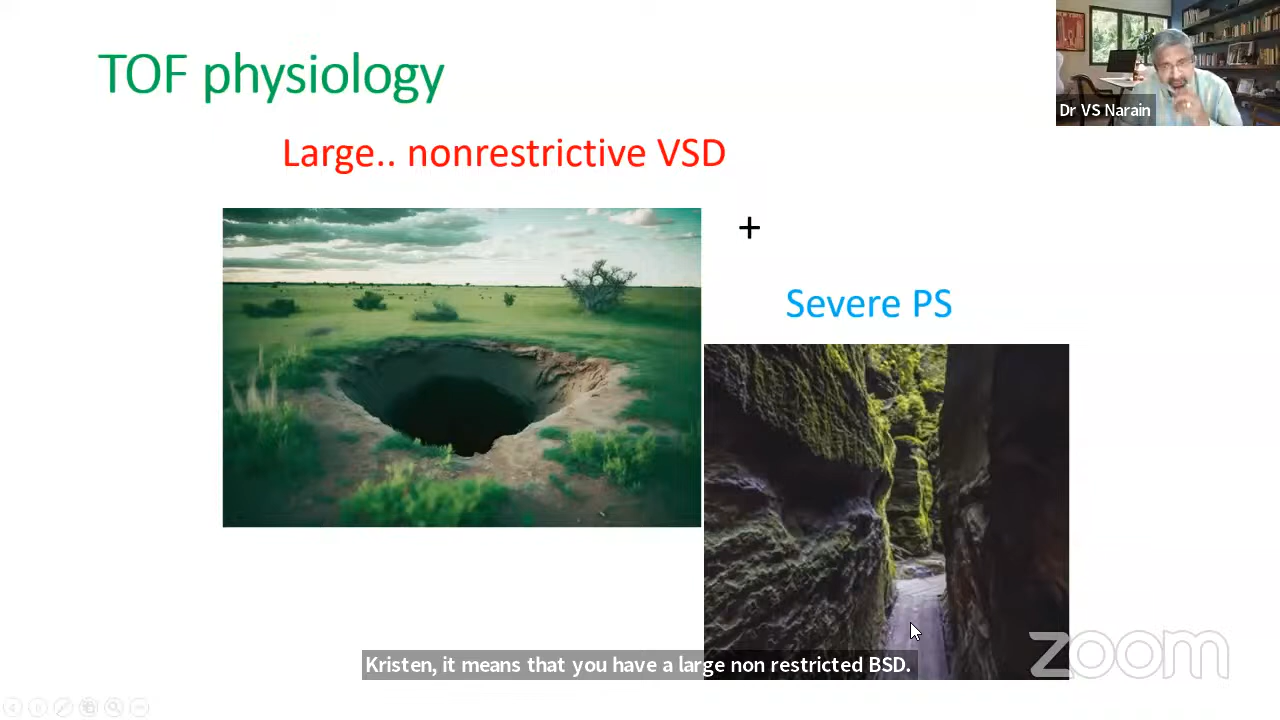 TOF physiology
Dr VS Narain
Large.. nonrestrictive VSD
+
Severe PS
zoom
Kristen, it means that you have a large non restricted BSD.